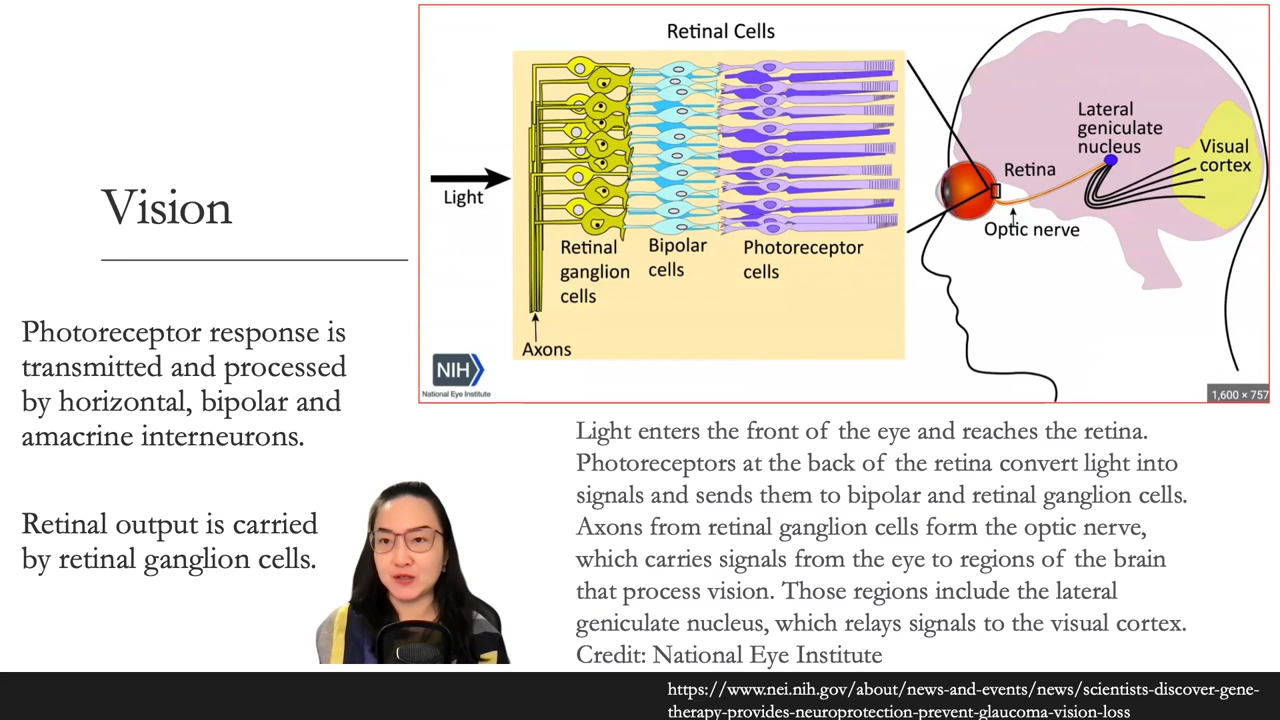 Vision
Photoreceptor response is
transmitted and processed
by horizontal, bipolar and
amacrine interneurons.
Retinal output is carried
by retinal ganglion cells.
Retinal Cells
Light
Retinal
ganglion
cells
Bipolar
cells
Photoreceptor
cells
Axons
NIH
National Eye Institute
Lateral
geniculate
nucleus
Visual
cortex
Retina
Optic nerve
1,600 × 757
Light enters the front of the eye and reaches the retina.
Photoreceptors at the back of the retina convert light into
signals and sends them to bipolar and retinal ganglion cells.
Axons from retinal ganglion cells form the optic nerve,
which carries signals from the eye to regions of the brain
that process vision. Those regions include the lateral
geniculate nucleus, which relays signals to the visual cortex.
Credit: National Eye Institute
https://www.nei.nih.gov/about/news-and-events/news/scientists-discover-gene-
therapy-provides-neuroprotection-prevent-glaucoma-vision-loss